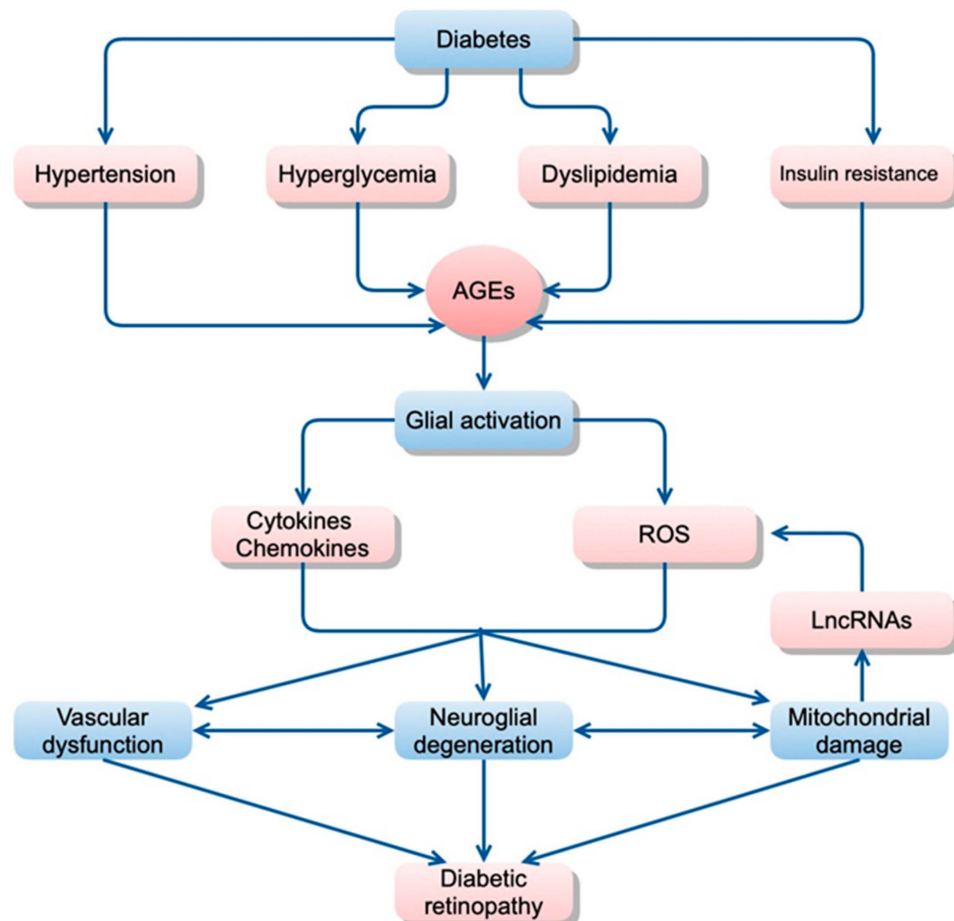 Diabetes
Hypertension
Hyperglycemia
Dyslipidemia
Insulin resistance
AGEs
Glial activation
Cytokines
Chemokines
ROS
LncRNAs
Vascular
dysfunction
Neuroglial
degeneration
Mitochondrial
damage
Diabetic
retinopathy